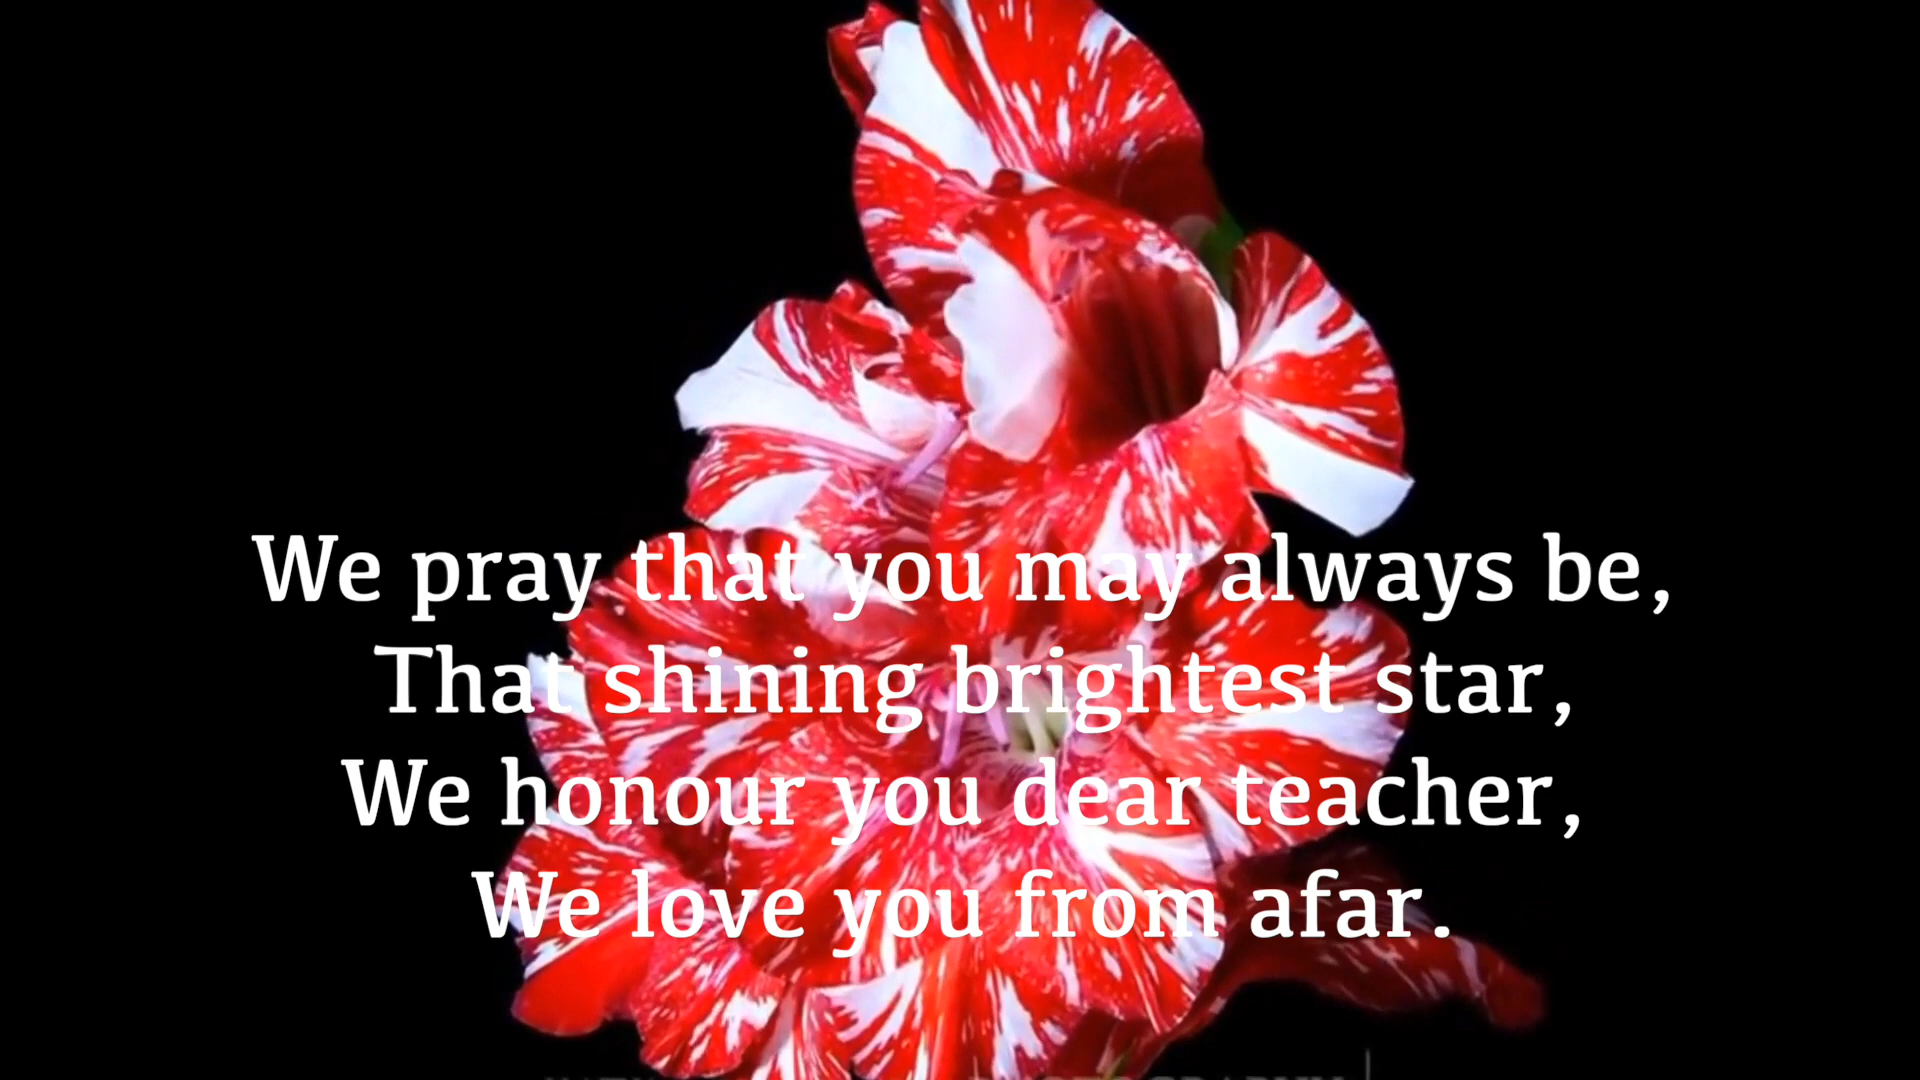 We pray that you may always be,
That shining brightest star,
We honour you dear teacher,
We love you from afar.